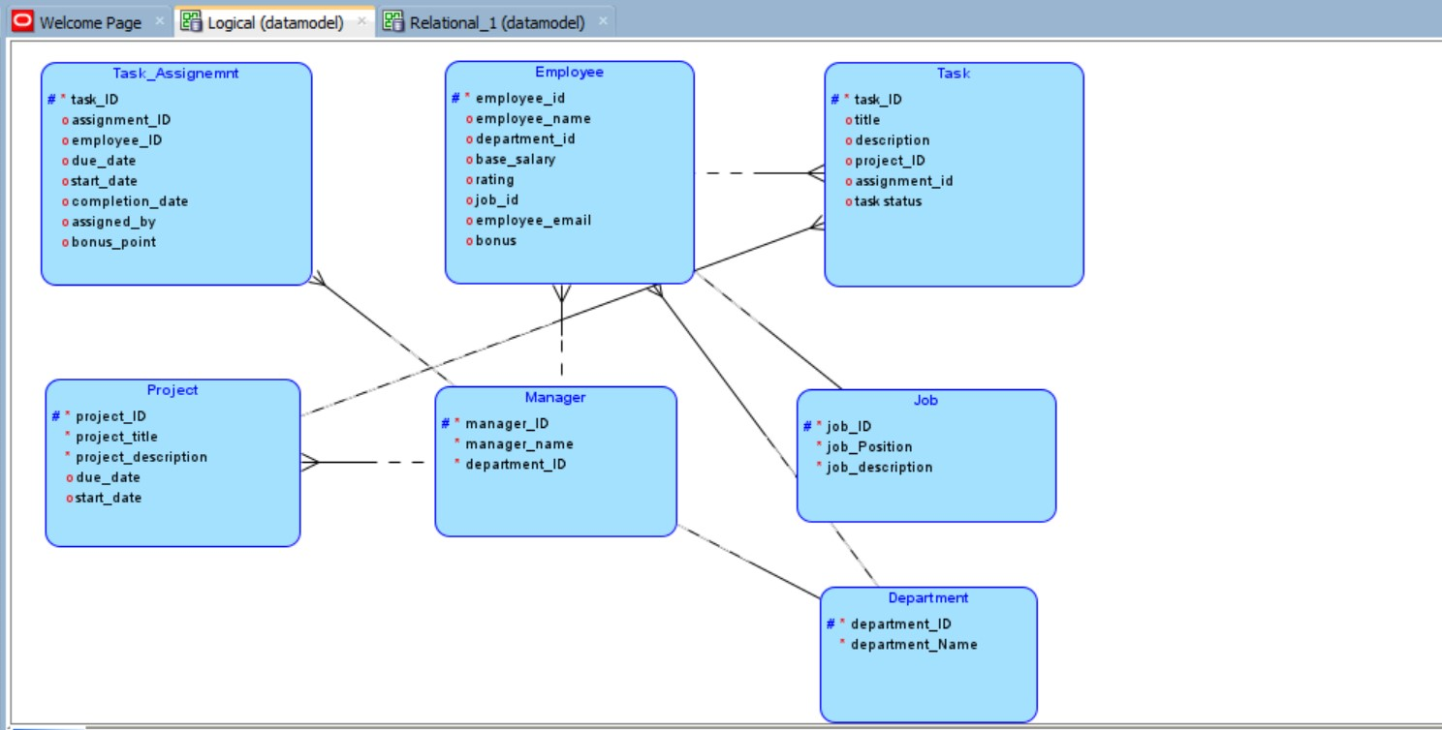 Welcome Page × Logical (datamodel) × Relational_1 (datamodel) ×
Task_Assignemnt
# * task_ID
o assignment_ID
o employee_ID
o due_date
o start_date
o completion_date
o assigned_by
o bonus_point
Employee
# * employee_id
o employee_name
o department_id
o base_salary
o rating
o job_id
o employee_email
o bonus
Task
# * task_ID
o title
o description
o project_ID
o assignment_id
o task status
Project
# * project_ID
* project_title
* project_description
o due_date
o start_date
Manager
# * manager_ID
* manager_name
* department_ID
Job
# * job_ID
* job_Position
* job_description
Department
# * department_ID
* department_Name